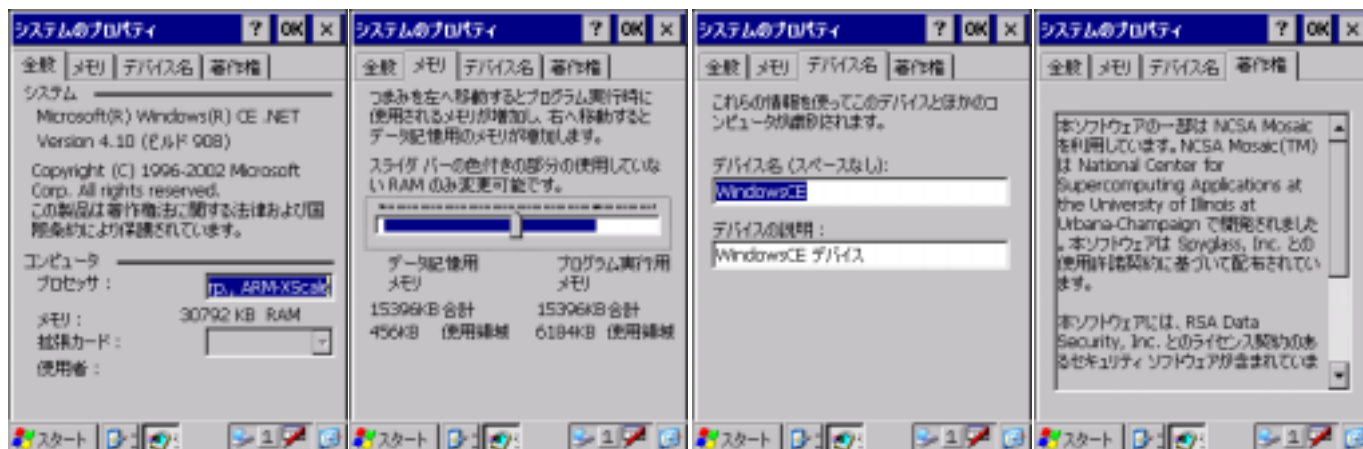 システムのプロパティ ? OK ×
全般 メモリ デバイス名 著作権
システム
Microsoft(R) Windows(R) CE .NET
Version 4.10 (ビルド 908)
Copyright (C) 1996-2002 Microsoft
Corp. All rights reserved.
この製品は著作権法に関する法律および国
際条約により保護されています。
コンピュータ
プロセッサ :
rp., ARM-XScale
メモリ : 30792 KB RAM
拡張カード :
使用者 :
スタート
1
システムのプロパティ ? OK ×
全般 メモリ デバイス名 著作権
つまみを左へ移動するとプログラム実行時に
使用されるメモリが増加し、右へ移動すると
データ記憶用のメモリが増加します。
スライダ バーの色付きの部分の使用していな
い RAM のみ変更可能です。
データ記憶用 プログラム実行用
メモリ メモリ
15396KB 合計 15396KB 合計
456KB 使用領域 6184KB 使用領域
スタート
1
システムのプロパティ ? OK ×
全般 メモリ デバイス名 著作権
これらの情報を使ってこのデバイスとほかのコ
ンピュータが識別されます。
デバイス名 (スペースなし):
WindowsCE
デバイスの説明 :
WindowsCE デバイス
スタート
1
システムのプロパティ ? OK ×
全般 メモリ デバイス名 著作権
本ソフトウェアの一部は NCSA Mosaic
を利用しています。NCSA Mosaic(TM)
は National Center for
Supercomputing Applications at
the University of Illinois at
Urbana-Champaign で開発されました
。本ソフトウェアは Spyglass, Inc. との
使用許諾契約に基づいて配布されてい
ます。
本ソフトウェアには、RSA Data
Security, Inc. とのライセンス契約のあ
るセキュリティ ソフトウェアが含まれていま
スタート
1